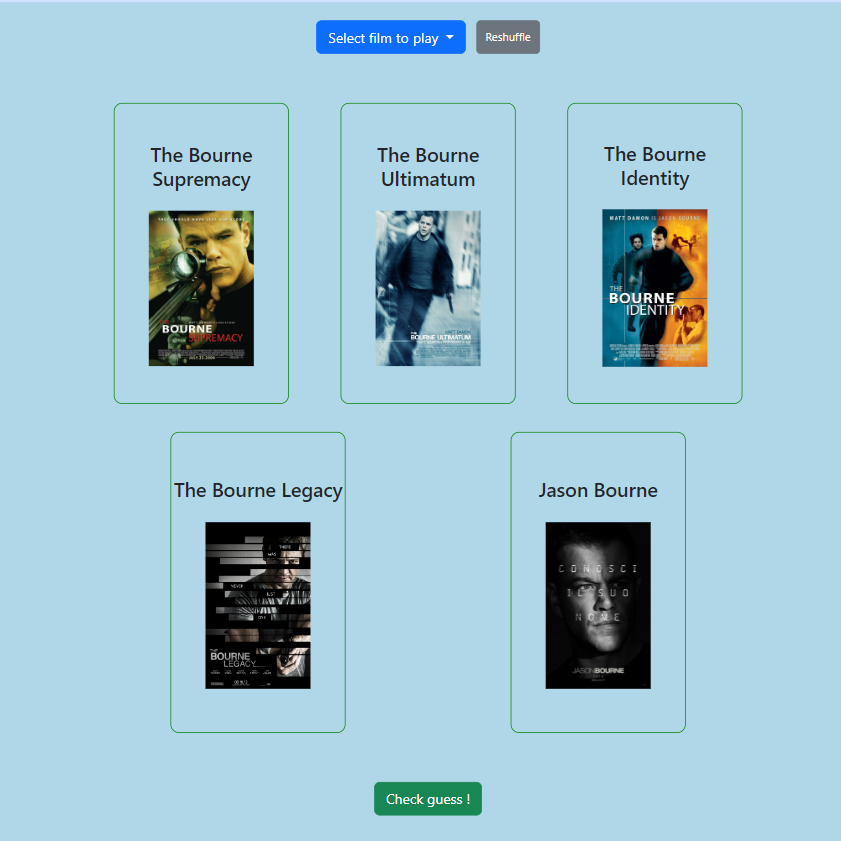 Select film to play
Reshuffle
The Bourne
Supremacy
THE
BOURNE
SUPREMACY
The Bourne
Ultimatum
MATT DAMON
THE
BOURNE ULTIMATUM
The Bourne
Identity
MATT DAMON IS JASON BOURNE
THE
BOURNE
IDENTITY
The Bourne Legacy
THERE
WAS
NEVER
JUST
ONE
THE
BOURNE
LEGACY
Jason Bourne
CONOSCI
IL SUO
NOME
JASON BOURNE
Check guess !